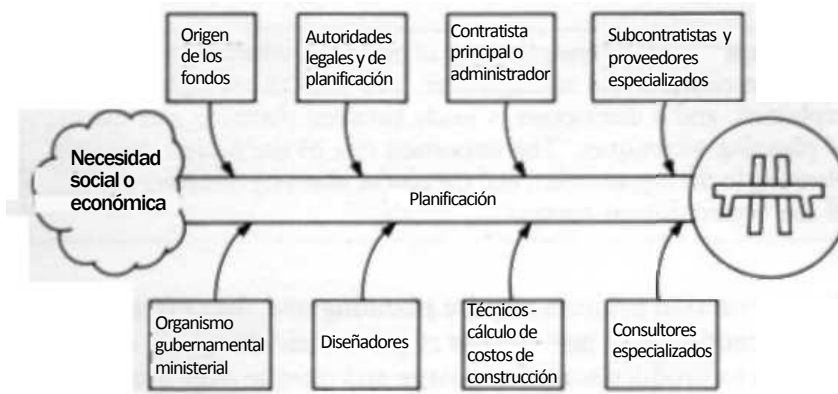 Origen
de los
fondos
Autoridades
legales y de
planificación
Contratista
principal o
administrador
Subcontratistas y
proveedores
especializados
Necesidad
social o
económica
Planificación
Organismo
gubernamental
ministerial
Diseñadores
Técnicos -
cálculo de
costos de
construcción
Consultores
especializados